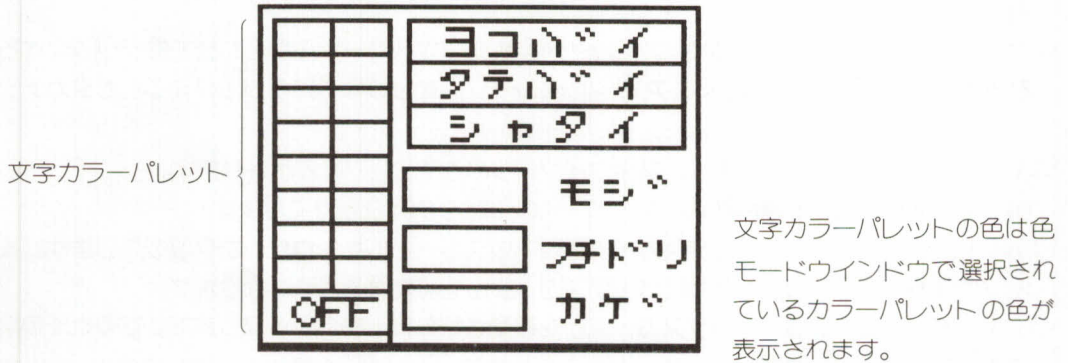 ヨコバイ
タテバイ
シャタイ
文字カラーパレット
モジ
フチドリ
OFF
カゲ
文字カラーパレットの色は色
モードウインドウで選択され
ているカラーパレットの色が
表示されます。